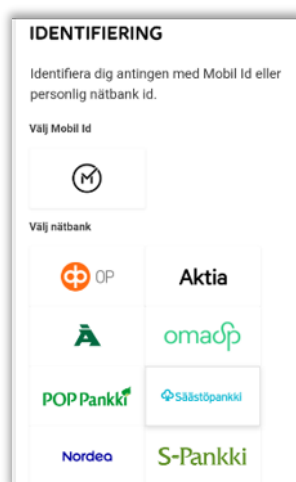 IDENTIFIERING
Identifiera dig antingen med Mobil Id eller
personlig nätbank id.
Välj Mobil Id
M
Välj nätbank
OP
Aktia
Ä
omasp
POP Pankki
Säästöpankki
Nordea
S-Pankki